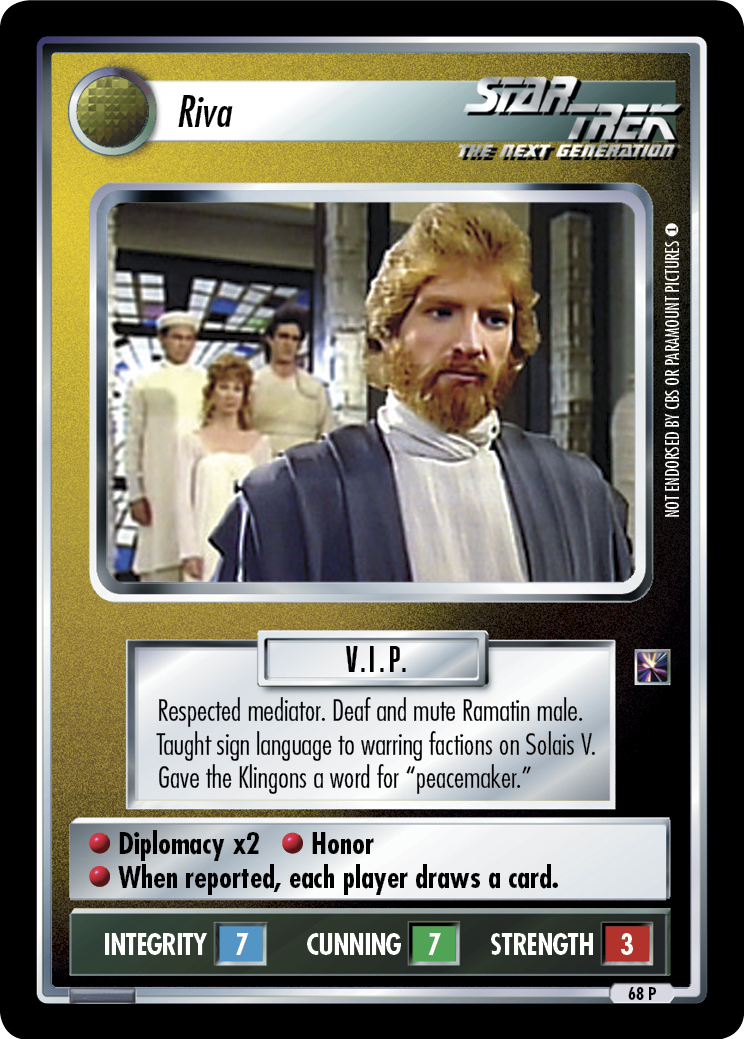 Riva
STAR TREK
THE NEXT GENERATION
NOT ENDORSED BY CBS OR PARAMOUNT PICTURES 1
V.I.P.
Respected mediator. Deaf and mute Ramatin male.
Taught sign language to warring factions on Solais V.
Gave the Klingons a word for “peacemaker.”
Diplomacy x2 Honor
When reported, each player draws a card.
INTEGRITY 7 CUNNING 7 STRENGTH 3
68 P